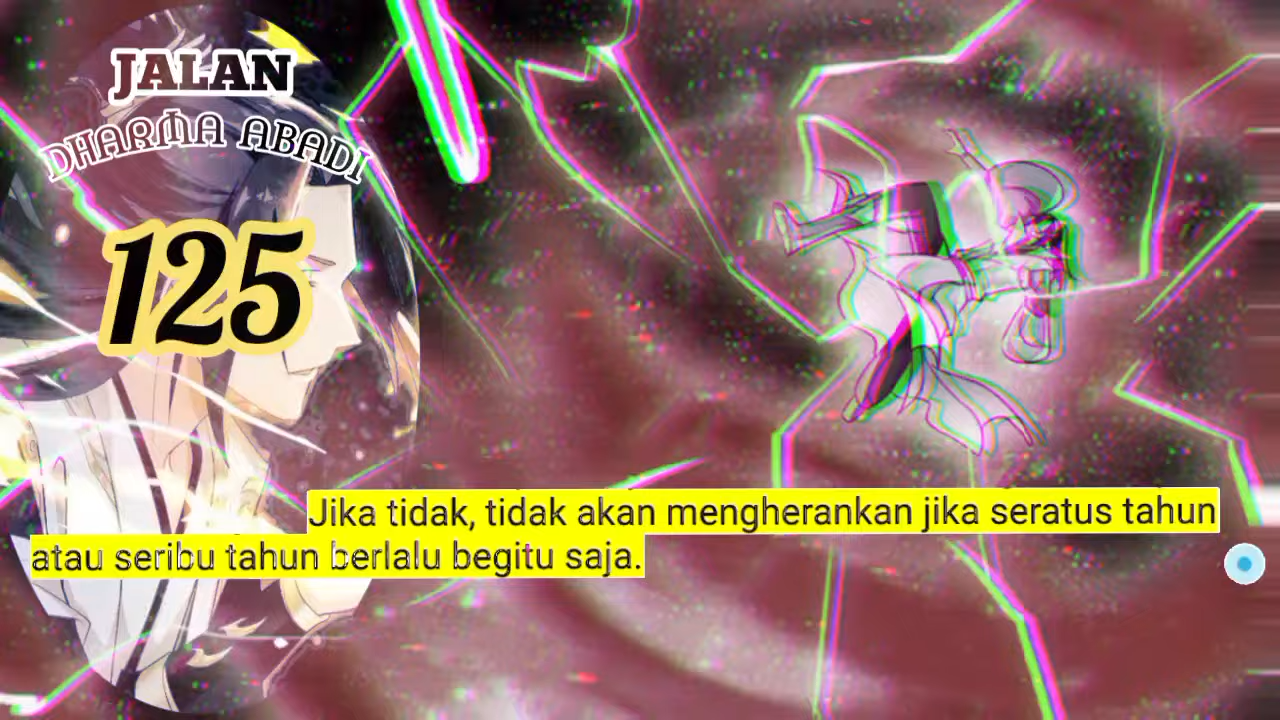 JALAN
DHARMA ABADI
125
Jika tidak, tidak akan mengherankan jika seratus tahun
atau seribu tahun berlalu begitu saja.